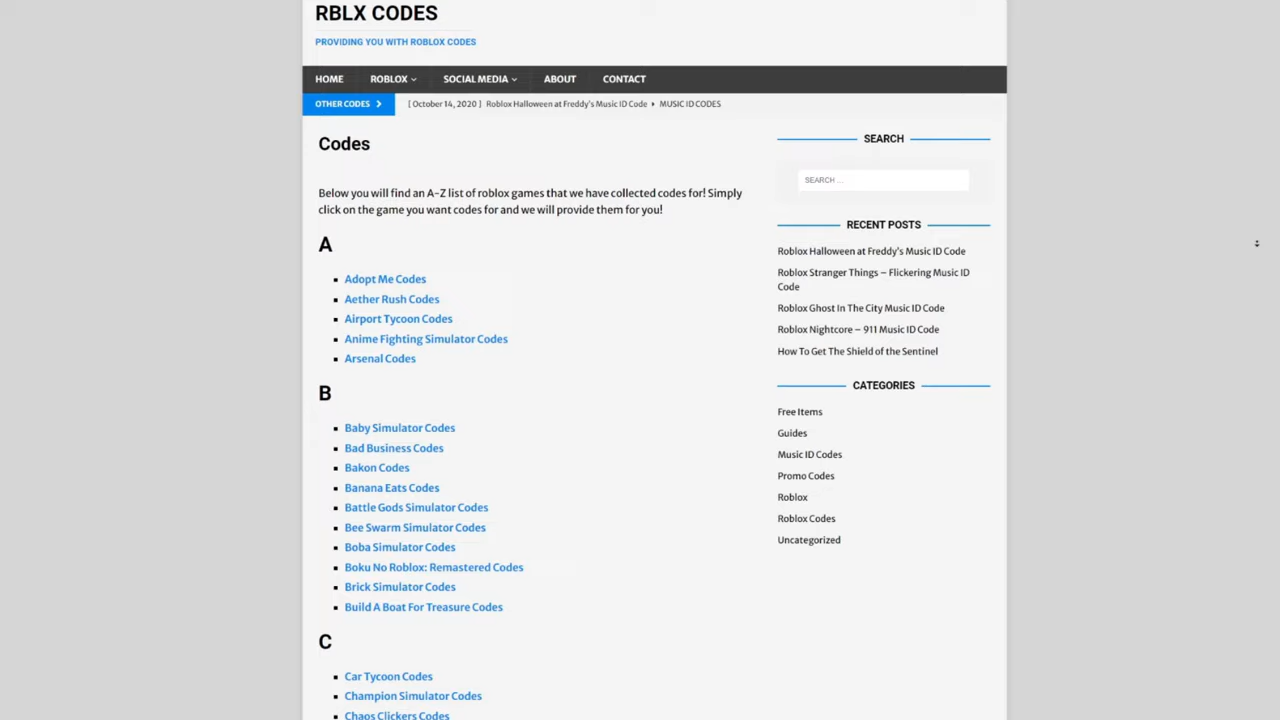 RBLX CODES
PROVIDING YOU WITH ROBLOX CODES
HOME ROBLOX SOCIAL MEDIA ABOUT CONTACT
OTHER CODES [ October 14, 2020 ] Roblox Halloween at Freddy's Music ID Code MUSIC ID CODES
Codes
Below you will find an A-Z list of roblox games that we have collected codes for! Simply
click on the game you want codes for and we will provide them for you!
A
Adopt Me Codes
Aether Rush Codes
Airport Tycoon Codes
Anime Fighting Simulator Codes
Arsenal Codes
B
Baby Simulator Codes
Bad Business Codes
Bakon Codes
Banana Eats Codes
Battle Gods Simulator Codes
Bee Swarm Simulator Codes
Boba Simulator Codes
Boku No Roblox: Remastered Codes
Brick Simulator Codes
Build A Boat For Treasure Codes
C
Car Tycoon Codes
Champion Simulator Codes
Chaos Clickers Codes
SEARCH
SEARCH ...
RECENT POSTS
Roblox Halloween at Freddy's Music ID Code
Roblox Stranger Things – Flickering Music ID
Code
Roblox Ghost In The City Music ID Code
Roblox Nightcore – 911 Music ID Code
How To Get The Shield of the Sentinel
CATEGORIES
Free Items
Guides
Music ID Codes
Promo Codes
Roblox
Roblox Codes
Uncategorized